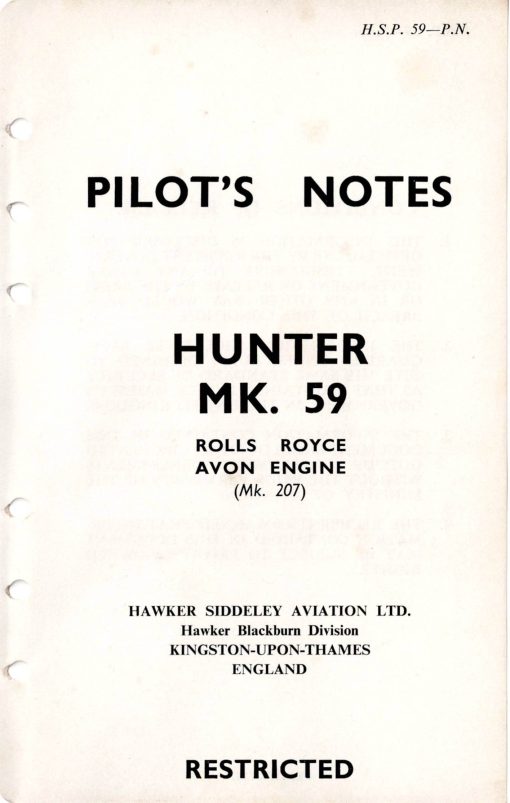 H.S.P. 59—P.N.
PILOT'S NOTES
HUNTER
MK. 59
ROLLS ROYCE
AVON ENGINE
(Mk. 207)
HAWKER SIDDELEY AVIATION LTD.
Hawker Blackburn Division
KINGSTON-UPON-THAMES
ENGLAND
RESTRICTED